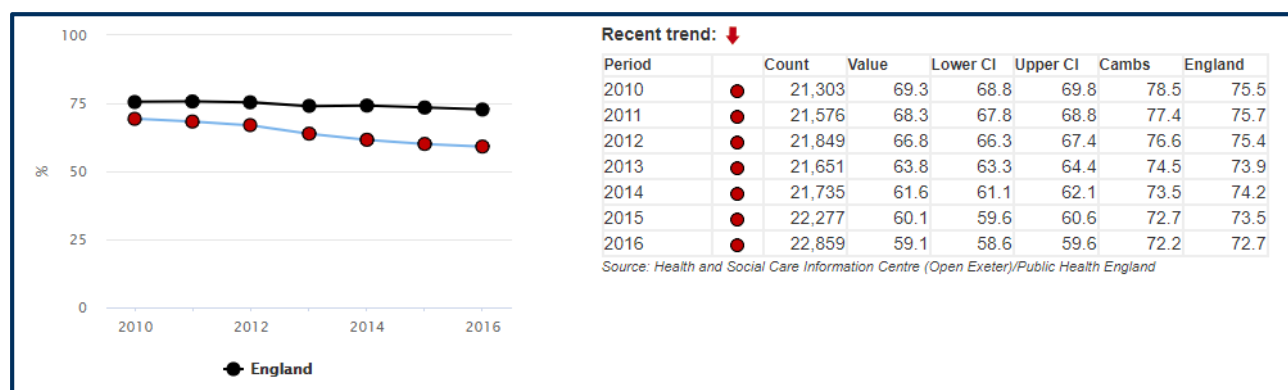 100
75
50
25
0
%
2010 2012 2014 2016
England
Recent trend:
Period Count Value Lower CI Upper CI Cambs England
2010 21,303 69.3 68.8 69.8 78.5 75.5
2011 21,576 68.3 67.8 68.8 77.4 75.7
2012 21,849 66.8 66.3 67.4 76.6 75.4
2013 21,651 63.8 63.3 64.4 74.5 73.9
2014 21,735 61.6 61.1 62.1 73.5 74.2
2015 22,277 60.1 59.6 60.6 72.7 73.5
2016 22,859 59.1 58.6 59.6 72.2 72.7
Source: Health and Social Care Information Centre (Open Exeter)/Public Health England